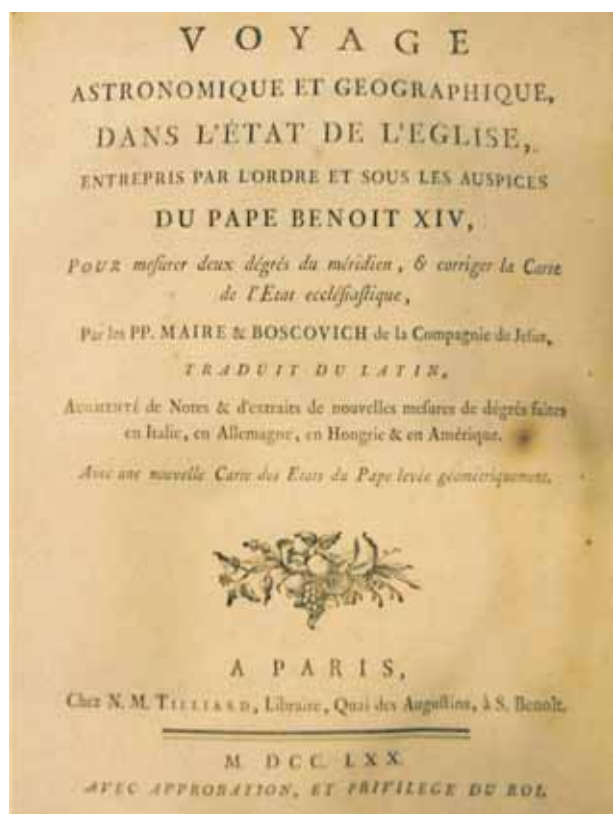 VOYAGE
ASTRONOMIQUE ET GEOGRAPHIQUE,
DANS L'ÉTAT DE L'EGLISE,
ENTREPRIS PAR L'ORDRE ET SOUS LES AUSPICES
DU PAPE BENOIT XIV,
POUR meſurer deux dégrés du méridien, & corriger la Carte
de l'Etat eccléſiaſtique,
Par les PP. MAIRE & BOSCOVICH de la Compagnie de Jeſus,
TRADUIT DU LATIN,
AUGMENTÉ de Notes & d'extraits de nouvelles meſures de dégrés faites
en Italie, en Allemagne, en Hongrie & en Amérique.
Avec une nouvelle Carte des Etats du Pape levée géométriquement.
A PARIS,
Chez N. M. TILLIARD, Libraire, Quai des Auguſtins, à S. Benoît.
M. DCC. LXX.
AVEC APPROBATION, ET PRIVILEGE DU ROI.